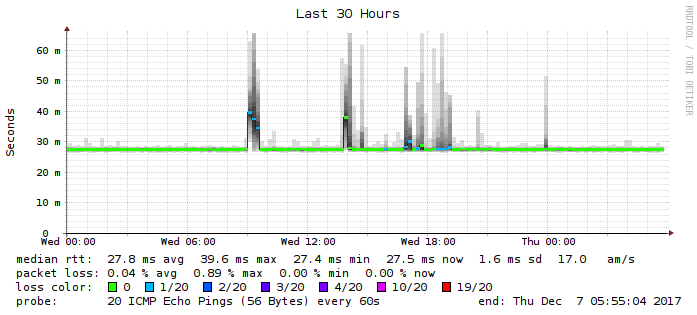 Last 30 Hours
RRDTOOL / TOBI OETIKER
Seconds
60 m
50 m
40 m
30 m
20 m
10 m
0
Wed 00:00 Wed 06:00 Wed 12:00 Wed 18:00 Thu 00:00
median rtt: 27.8 ms avg 39.6 ms max 27.4 ms min 27.5 ms now 1.6 ms sd 17.0 am/s
packet loss: 0.04 % avg 0.89 % max 0.00 % min 0.00 % now
loss color: 0 1/20 2/20 3/20 4/20 10/20 19/20
probe: 20 ICMP Echo Pings (56 Bytes) every 60s end: Thu Dec 7 05:55:04 2017